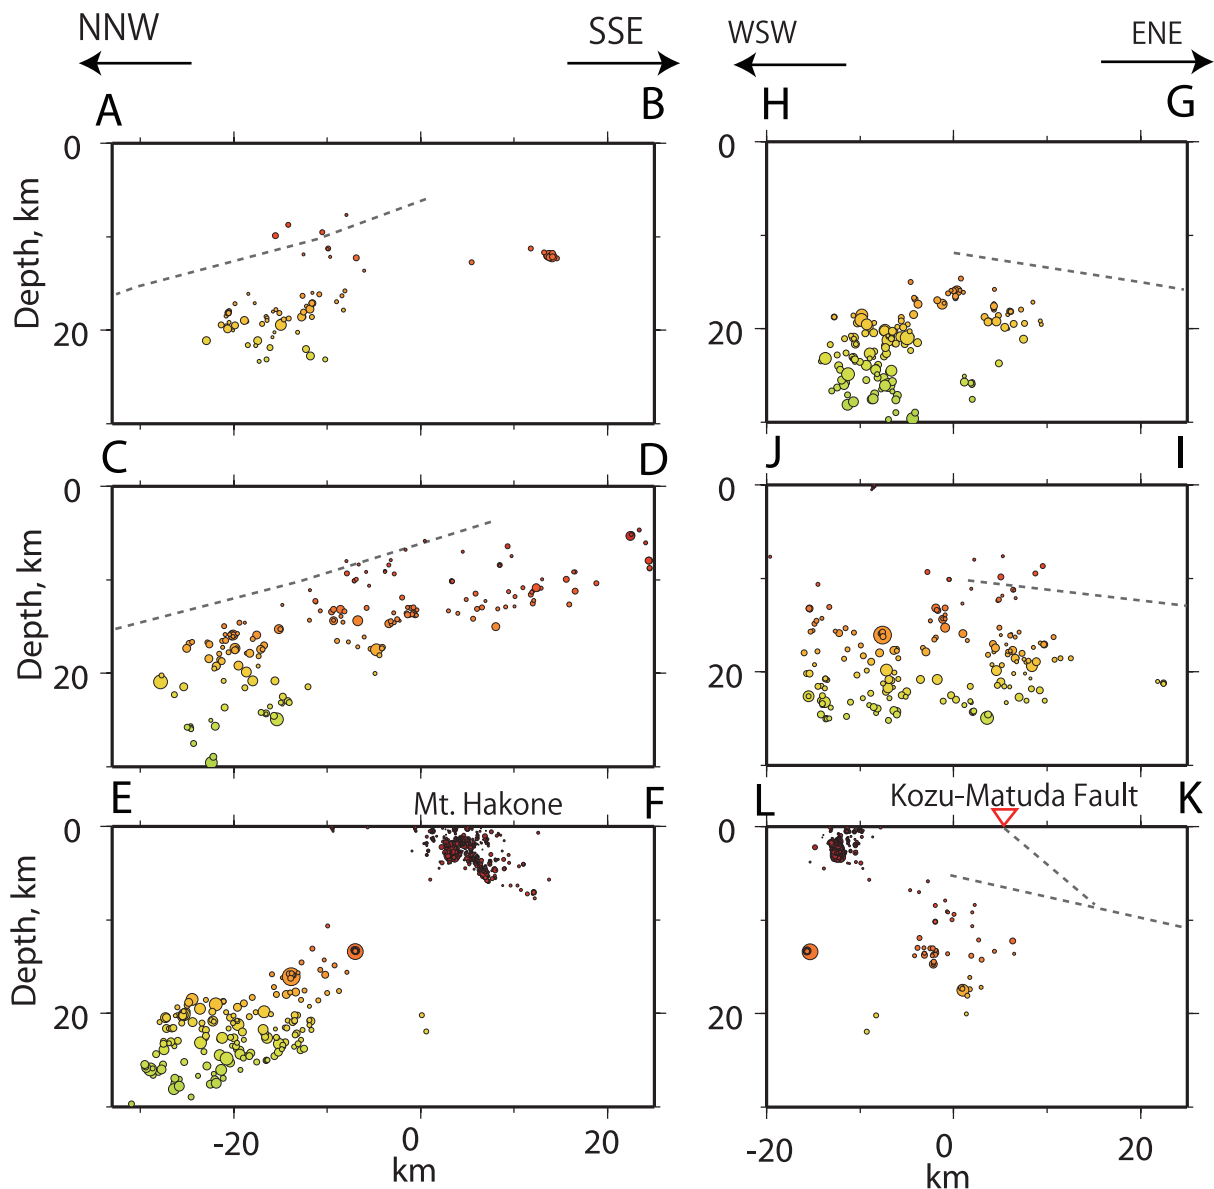 NNW SSE WSW ENE
A B H G
0 0
20 20
Depth, km
C D J I
0 0
20 20
Depth, km
E Mt. Hakone F L Kozu-Matuda Fault K
0 0
20 20
Depth, km
-20 0 20 -20 0 20
km km